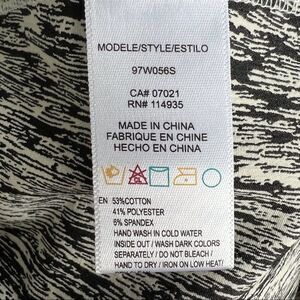 MODELE/STYLE/ESTILO
97W056S
CA# 07021
RN# 114935
MADE IN CHINA
FABRIQUE EN CHINE
HECHO EN CHINA
EN 53%COTTON
41% POLYESTER
6% SPANDEX
HAND WASH IN COLD WATER
INSIDE OUT / WASH DARK COLORS
SEPARATELY / DO NOT BLEACH /
HAND TO DRY / IRON ON LOW HEAT/